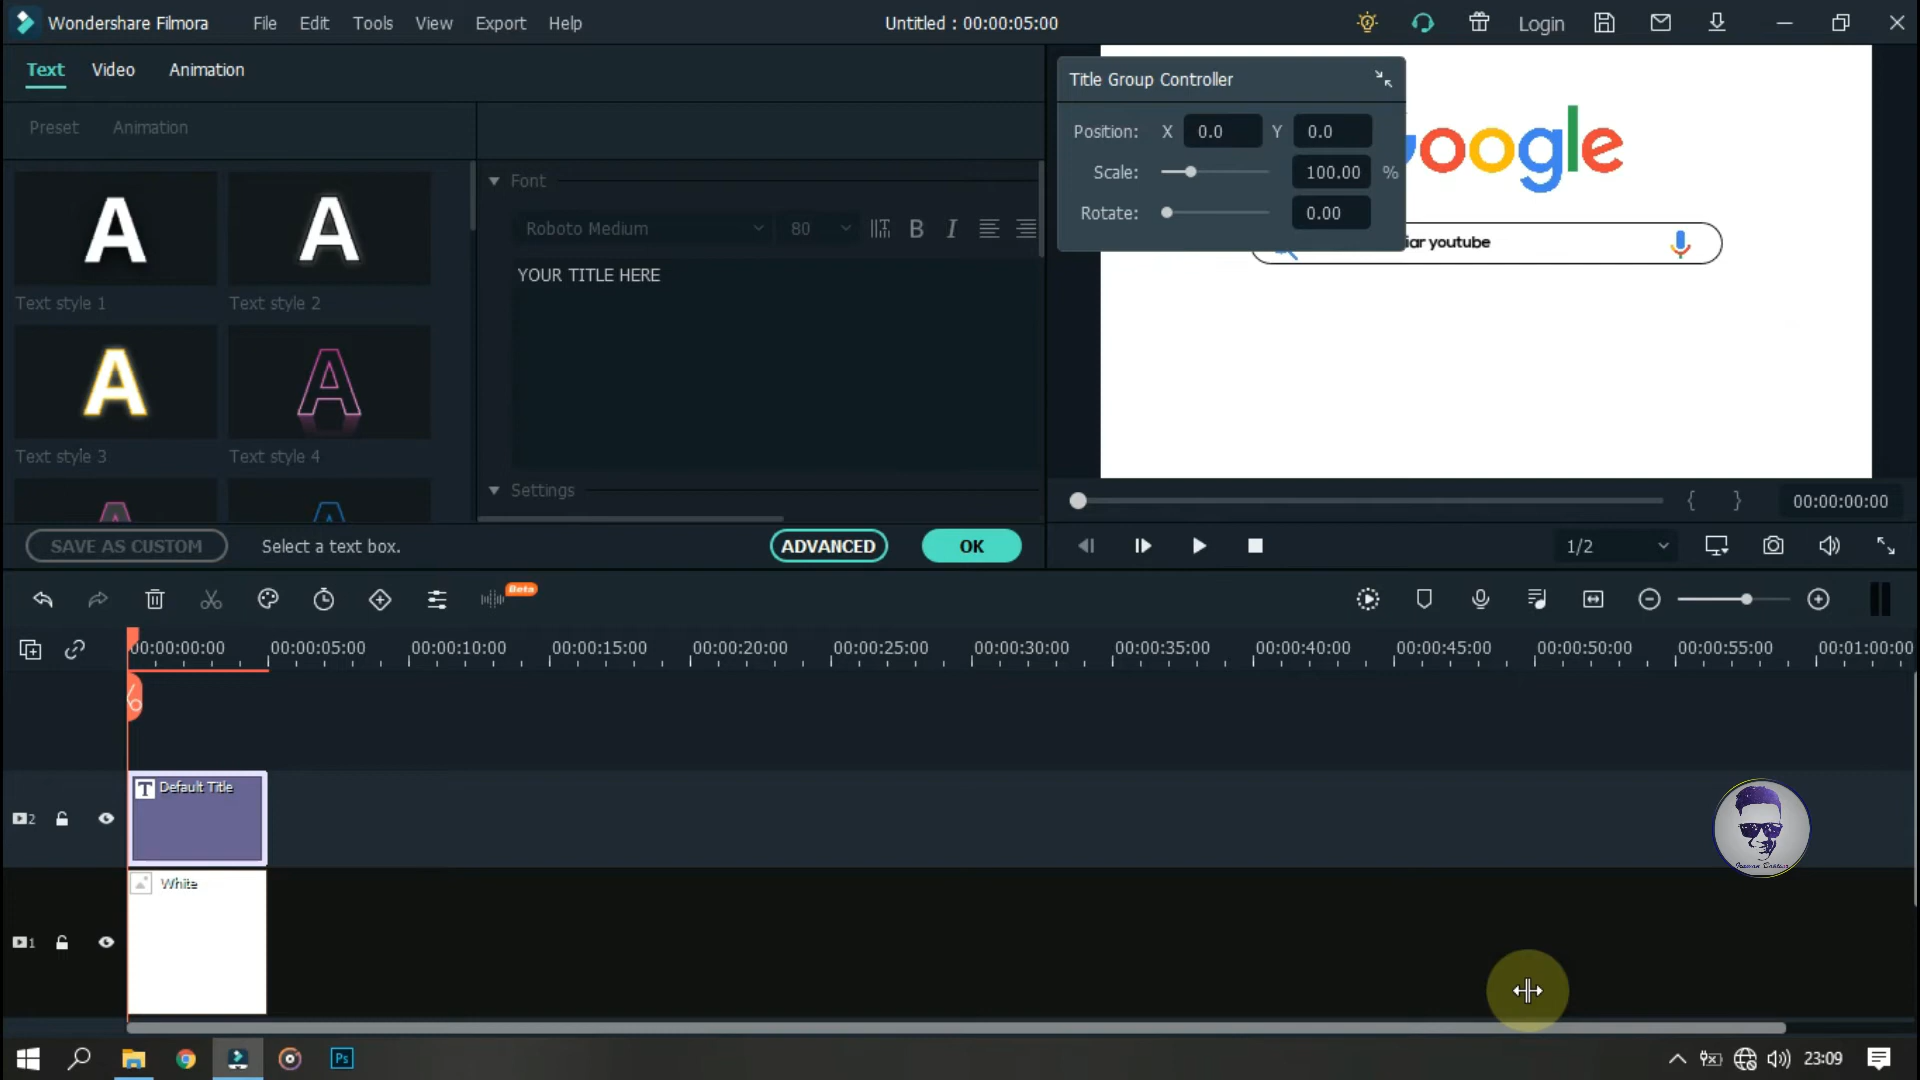 Wondershare Filmora File Edit Tools View Export Help Untitled : 00:00:05:00 Login
Text Video Animation
Preset Animation
Text style 1 Text style 2
Text style 3 Text style 4
Font
Roboto Medium 80 B I
YOUR TITLE HERE
Settings
SAVE AS CUSTOM Select a text box. ADVANCED OK
Title Group Controller
Position: X 0.0 Y 0.0
Scale: 100.00 %
Rotate: 0.00
oogle
iar youtube
{ } 00:00:00:00
1/2
Beta
00:00:00:00 00:00:05:00 00:00:10:00 00:00:15:00 00:00:20:00 00:00:25:00 00:00:30:00 00:00:35:00 00:00:40:00 00:00:45:00 00:00:50:00 00:00:55:00 00:01:00:00
T Default Title
2
White
1
Ps 23:09